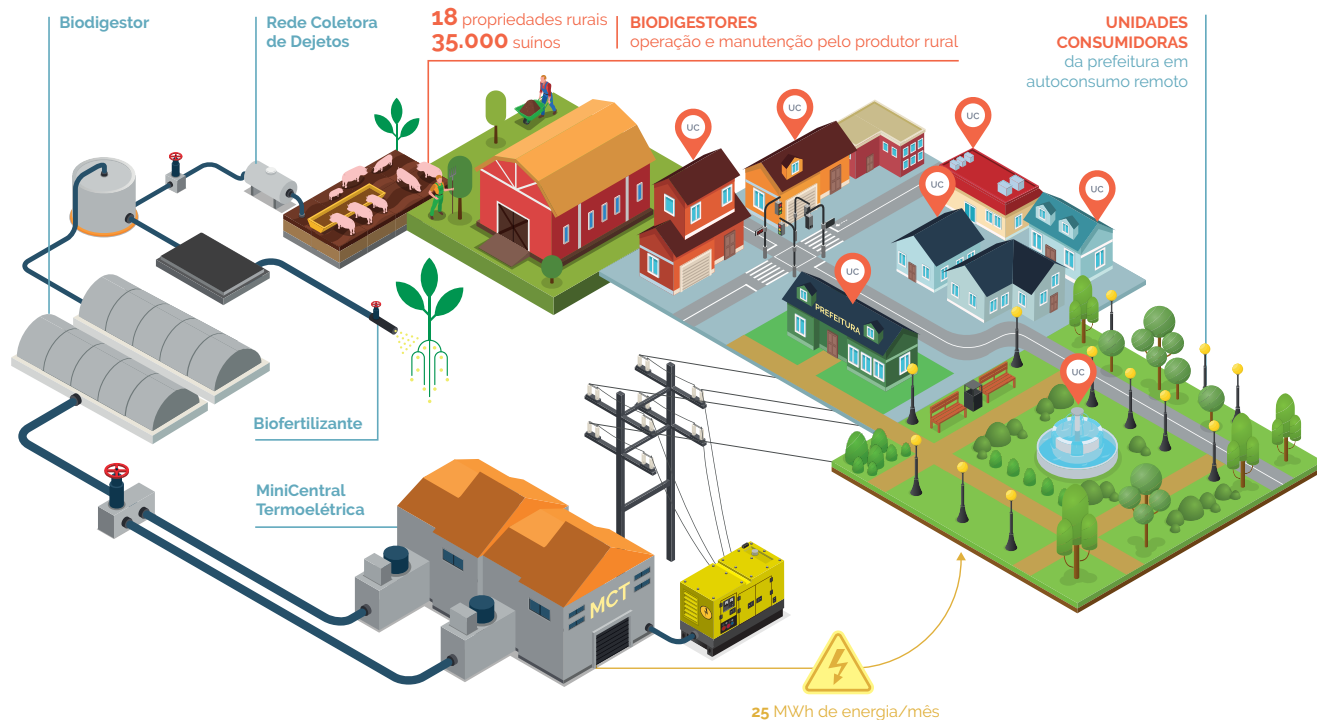 Biodigestor
Rede Coletora
de Dejetos
18 propriedades rurais
35.000 suínos
BIODIGESTORES
operação e manutenção pelo produtor rural
UNIDADES
CONSUMIDORAS
da prefeitura em
autoconsumo remoto
UC
UC
UC
UC
UC
UC
PREFEITURA
UC
Biofertilizante
MiniCentral
Termoelétrica
MCT
25 MWh de energia/mês